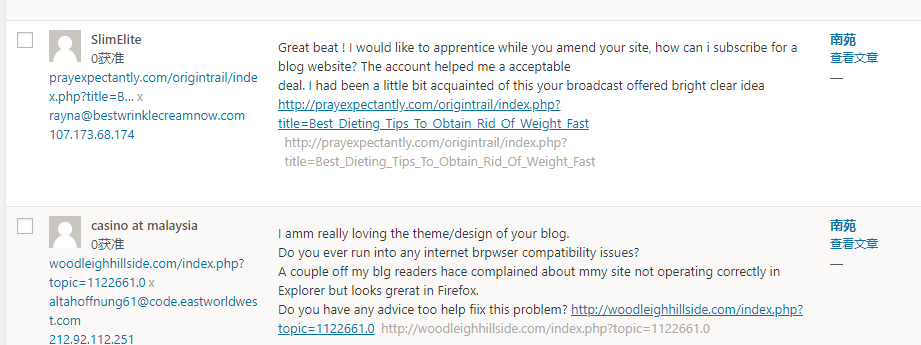 SlimElite
0获准
prayexpectantly.com/origintrail/inde
x.php?title=B... x
rayna@bestwrinklecreamnow.com
107.173.68.174
Great beat ! I would like to apprentice while you amend your site, how can i subscribe for a
blog website? The account helped me a acceptable
deal. I had been a little bit acquainted of this your broadcast offered bright clear idea
http://prayexpectantly.com/origintrail/index.php?
title=Best_Dieting_Tips_To_Obtain_Rid_Of_Weight_Fast
http://prayexpectantly.com/origintrail/index.php?
title=Best_Dieting_Tips_To_Obtain_Rid_Of_Weight_Fast
南苑
查看文章
—
casino at malaysia
0获准
woodleighhillside.com/index.php?
topic=1122661.0 x
altahoffnung61@code.eastworldwe
st.com
212.92.112.251
I amm really loving the theme/design of your blog.
Do you ever run into any internet brpwser compatibility issues?
A couple off my blg readers hace complained about mmy site not operating correctly in
Explorer but looks grerat in Firefox.
Do you have any advice too help fiix this problem? http://woodleighhillside.com/index.php?
topic=1122661.0 http://woodleighhillside.com/index.php?topic=1122661.0
南苑
查看文章
—